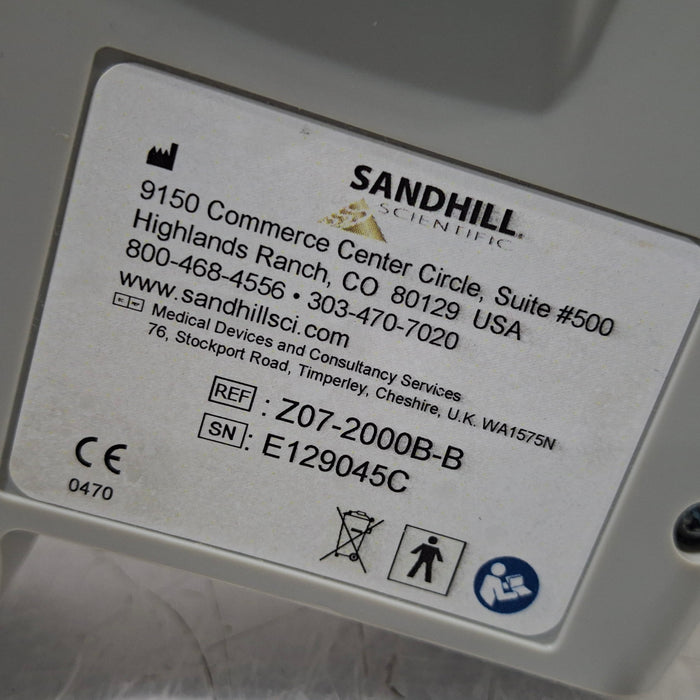 SANDHILL
SCIENTIFIC
9150 Commerce Center Circle, Suite #500
Highlands Ranch, CO 80129 USA
800-468-4556 • 303-470-7020
www.sandhillsci.com
EC REP Medical Devices and Consultancy Services
76, Stockport Road, Timperley, Cheshire, U.K. WA1575N
REF : Z07-2000B-B
SN : E129045C
CE
0470